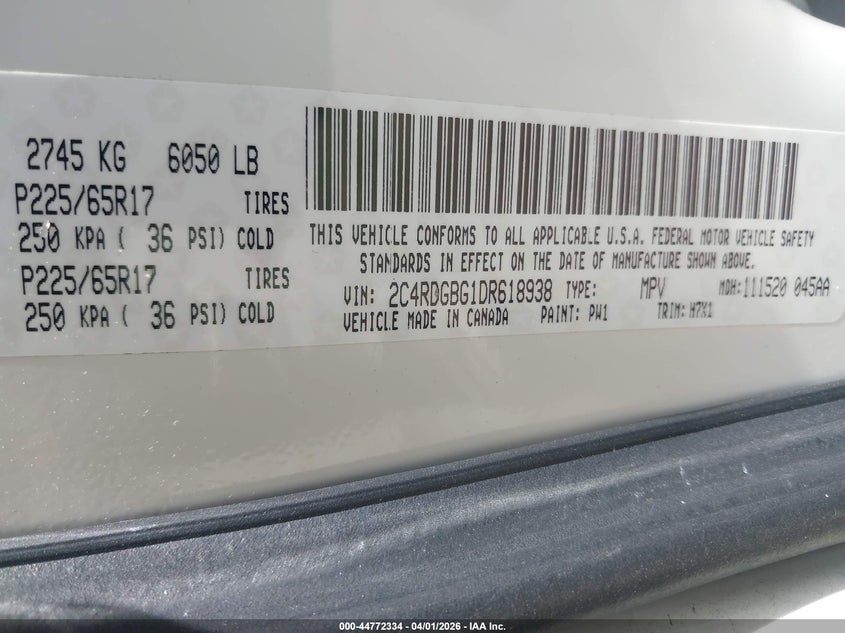 2745 KG 6050 LB
P225/65R17 TIRES
250 KPA ( 36 PSI) COLD
P225/65R17 TIRES
250 KPA ( 36 PSI) COLD
THIS VEHICLE CONFORMS TO ALL APPLICABLE U.S.A. FEDERAL MOTOR VEHICLE SAFETY
STANDARDS IN EFFECT ON THE DATE OF MANUFACTURE SHOWN ABOVE.
VIN: 2C4RDGBG1DR618938 TYPE: MPV MDH: 111520 045AA
VEHICLE MADE IN CANADA PAINT: PW1 TRIM: H7X1
000-44772334 - 04/01/2026 - IAA Inc.